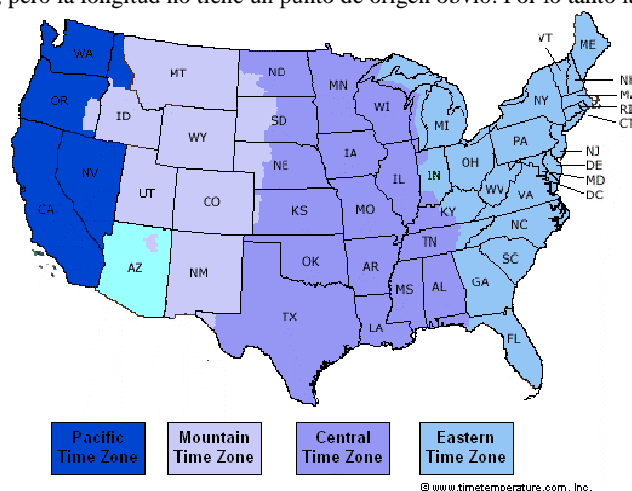 , pero la longitud no tiene un punto de origen obvio. Por lo tanto la
VT
ME
WA
MT
ND
MN
OR
ID
SD
WI
NY
MI
WY
IA
PA
NJ
NE
OH
DE
NV
UT
IL
IN
MD
CO
WV
VA
DC
CA
KS
MO
KY
NC
TN
AZ
NM
OK
AR
SC
MS
AL
GA
TX
LA
FL
RI
CT
Pacific
Time Zone
Mountain
Time Zone
Central
Time Zone
Eastern
Time Zone
© www.timetemperature.com, Inc.